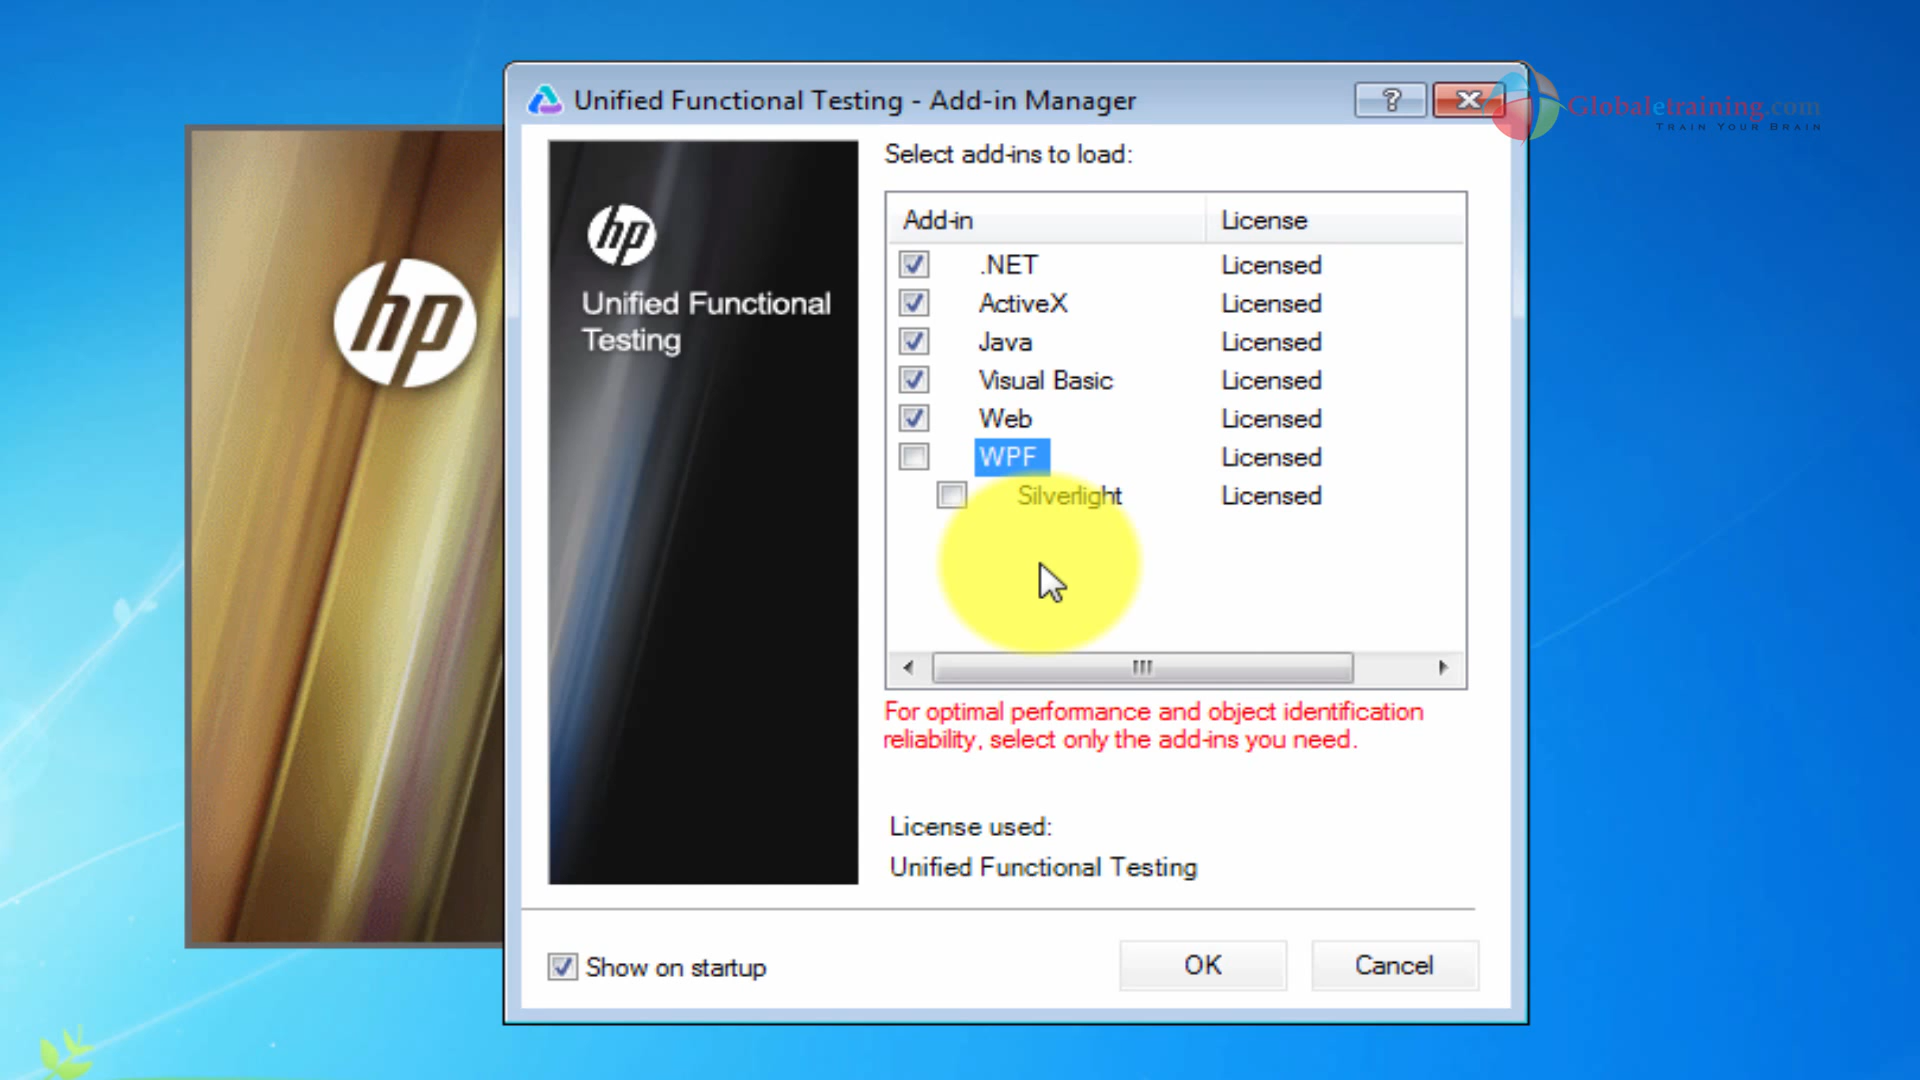 Unified Functional Testing - Add-in Manager
?
Globaletraining.com
TRAIN YOUR BRAIN
hp
hp
Unified Functional
Testing
Select add-ins to load:
Add-in License
.NET Licensed
ActiveX Licensed
Java Licensed
Visual Basic Licensed
Web Licensed
WPF Licensed
Silverlight Licensed
For optimal performance and object identification
reliability, select only the add-ins you need.
License used:
Unified Functional Testing
Show on startup
OK
Cancel